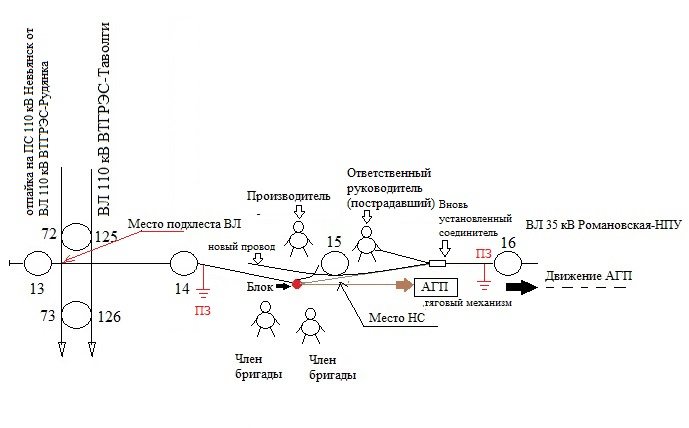 отпайка на ПС 110 кВ Невьянск от
ВЛ 110 кВ ВТГРЭС-Рудянка
ВЛ 110 кВ ВТГРЭС-Таволги
Ответственный
руководитель
(пострадавший)
Производитель
Вновь
установленный
соединитель
ВЛ 35 кВ Романовская-НПУ
Место подхлеста ВЛ
72
125
новый провод
15
ПЗ
16
13
14
Блок
АГП
Движение АГП
тяговый механизм
ПЗ
Место НС
73
126
Член
бригады
Член
бригады